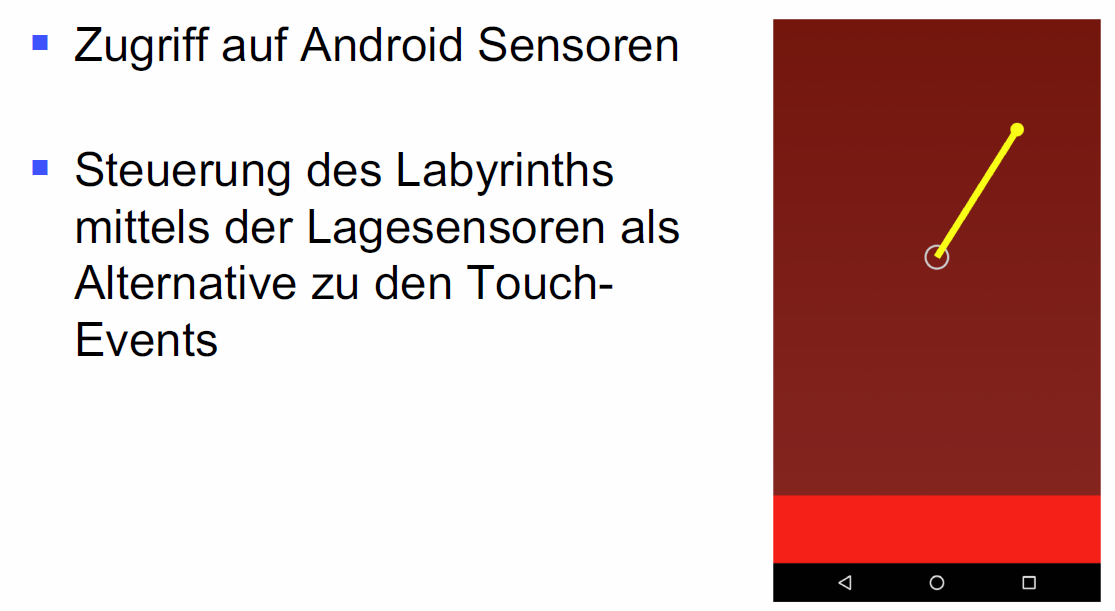 Zugriff auf Android Sensoren
Steuerung des Labyrinths
mittels der Lagesensoren als
Alternative zu den Touch-
Events